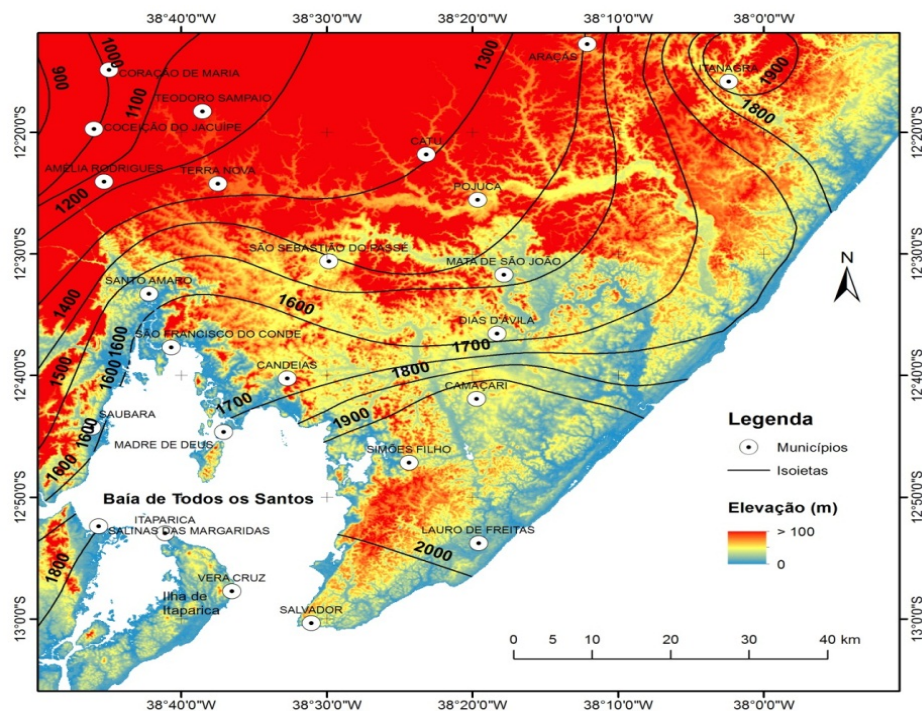 38°40'0"W 38°30'0"W 38°20'0"W 38°10'0"W 38°0'0"W
1000
1300
ARAÇÁS
900
CORAÇÃO DE MARIA
ITANAGRA
1900
1100
TEODORO SAMPAIO
1800
COCEIÇÃO DO JACUÍPE
12°20'0"S
12°20'0"S
CATU
AMÉLIA RODRIGUES
TERRA NOVA
POJUCA
1200
SÃO SEBASTIÃO DO PASSÉ
12°30'0"S
12°30'0"S
MATA DE SÃO JOÃO
N
SANTO AMARO
1400
1600
DIAS D'ÁVILA
SÃO FRANCISCO DO CONDE
1600
1700
1500
1600
CANDEIAS
1800
12°40'0"S
12°40'0"S
CAMAÇARI
1700
1900
SAUBARA
1600
MADRE DE DEUS
SIMÕES FILHO
1900
Legenda
Municípios
Isoietas
Baía de Todos os Santos
12°50'0"S
12°50'0"S
Elevação (m)
> 100
0
ITAPARICA
SALINAS DAS MARGARIDAS
LAURO DE FREITAS
2000
1800
VERA CRUZ
Ilha de
Itaparica
SALVADOR
13°0'0"S
13°0'0"S
0 5 10 20 30 40 km
38°40'0"W 38°30'0"W 38°20'0"W 38°10'0"W 38°0'0"W